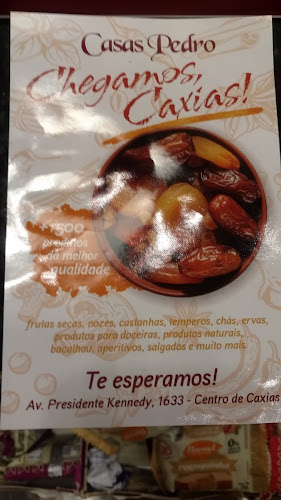 Casas Pedro
Chegamos,
Caxias!
+1500
produtos
da melhor
qualidade
frutas secas, nozes, castanhas, temperos, chás, ervas,
produtos para doceiras, produtos naturais,
bacalhau, aperitivos, salgados e muito mais.
Te esperamos!
Av. Presidente Kennedy, 1633 - Centro de Caxias